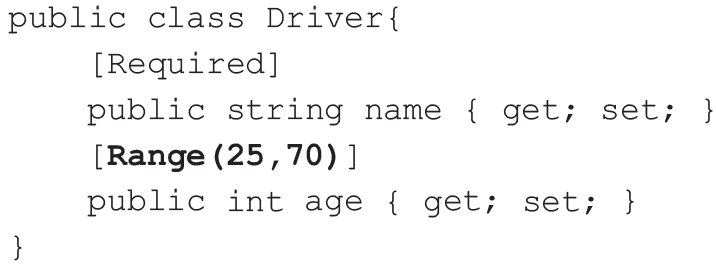 public class Driver{
    [Required]
    public string name { get; set; }
    [Range(25,70)]
    public int age { get; set; }
}